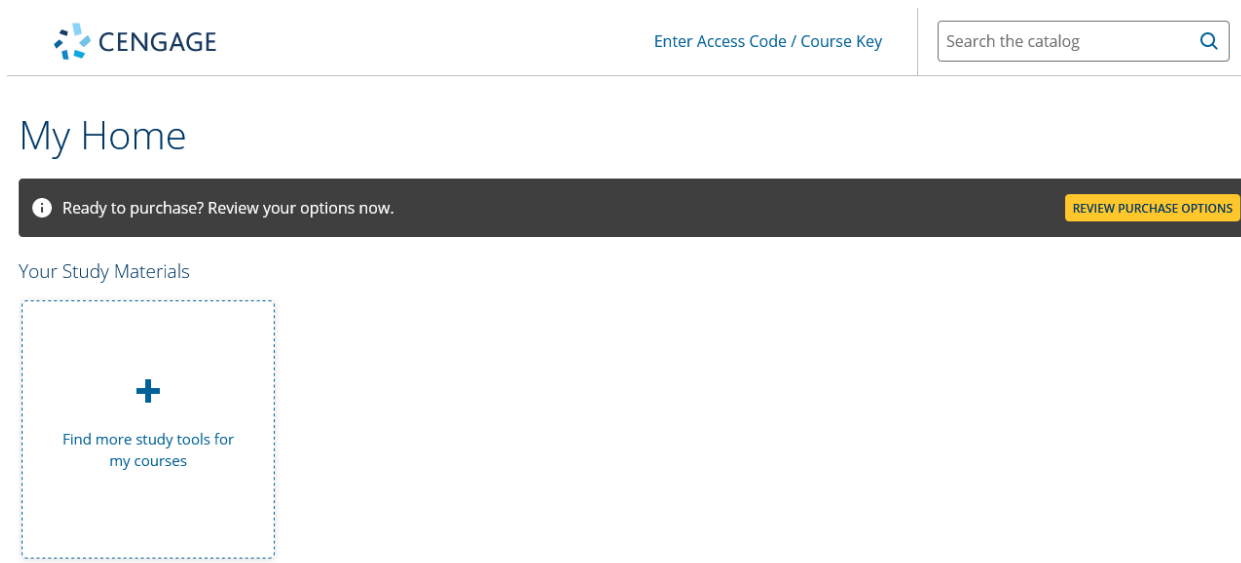 CENGAGE
Enter Access Code / Course Key
Search the catalog
My Home
Ready to purchase? Review your options now.
REVIEW PURCHASE OPTIONS
Your Study Materials
Find more study tools for
my courses